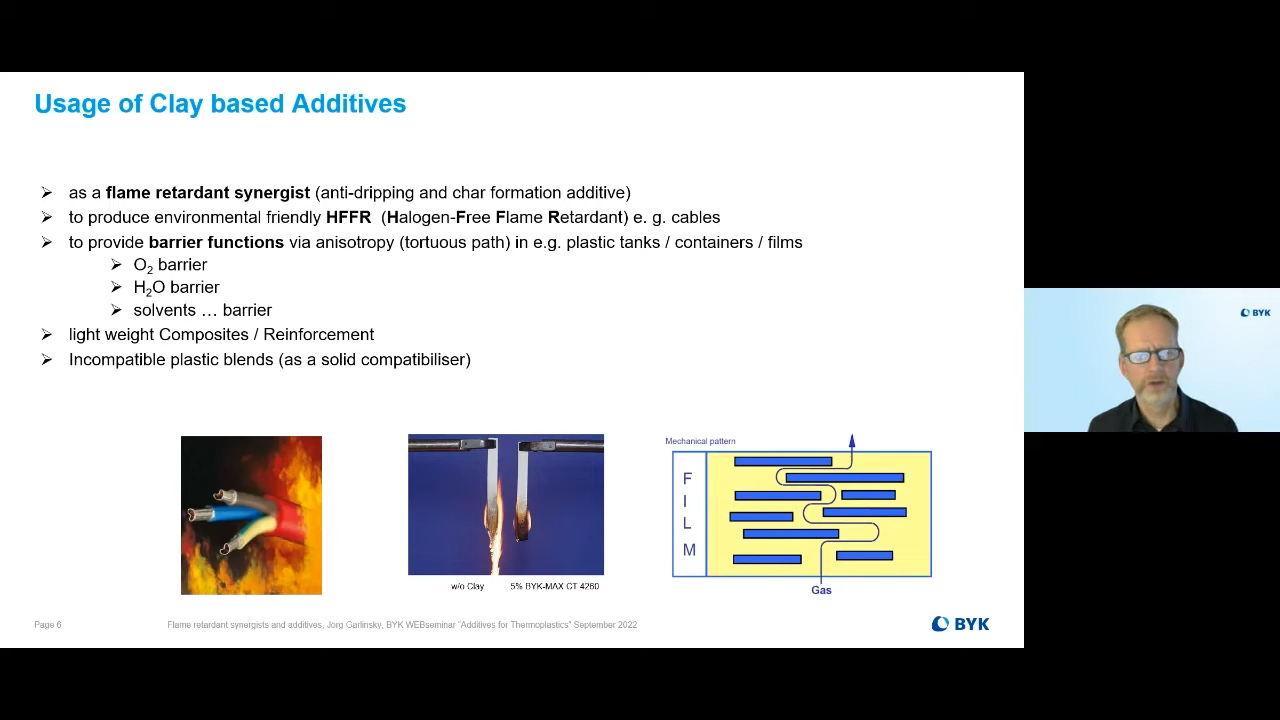 Usage of Clay based Additives
as a flame retardant synergist (anti-dripping and char formation additive)
to produce environmental friendly HFFR (Halogen-Free Flame Retardant) e. g. cables
to provide barrier functions via anisotropy (tortuous path) in e.g. plastic tanks / containers / films
O2 barrier
H2O barrier
solvents … barrier
light weight Composites / Reinforcement
Incompatible plastic blends (as a solid compatibiliser)
w/o Clay
5% BYK-MAX CT 4260
Mechanical pattern
FILM
Gas
Page 6
Flame retardant synergists and additives, Jorg Garlinsky, BYK WEBseminar "Additives for Thermoplastics" September 2022
BYK
BYK